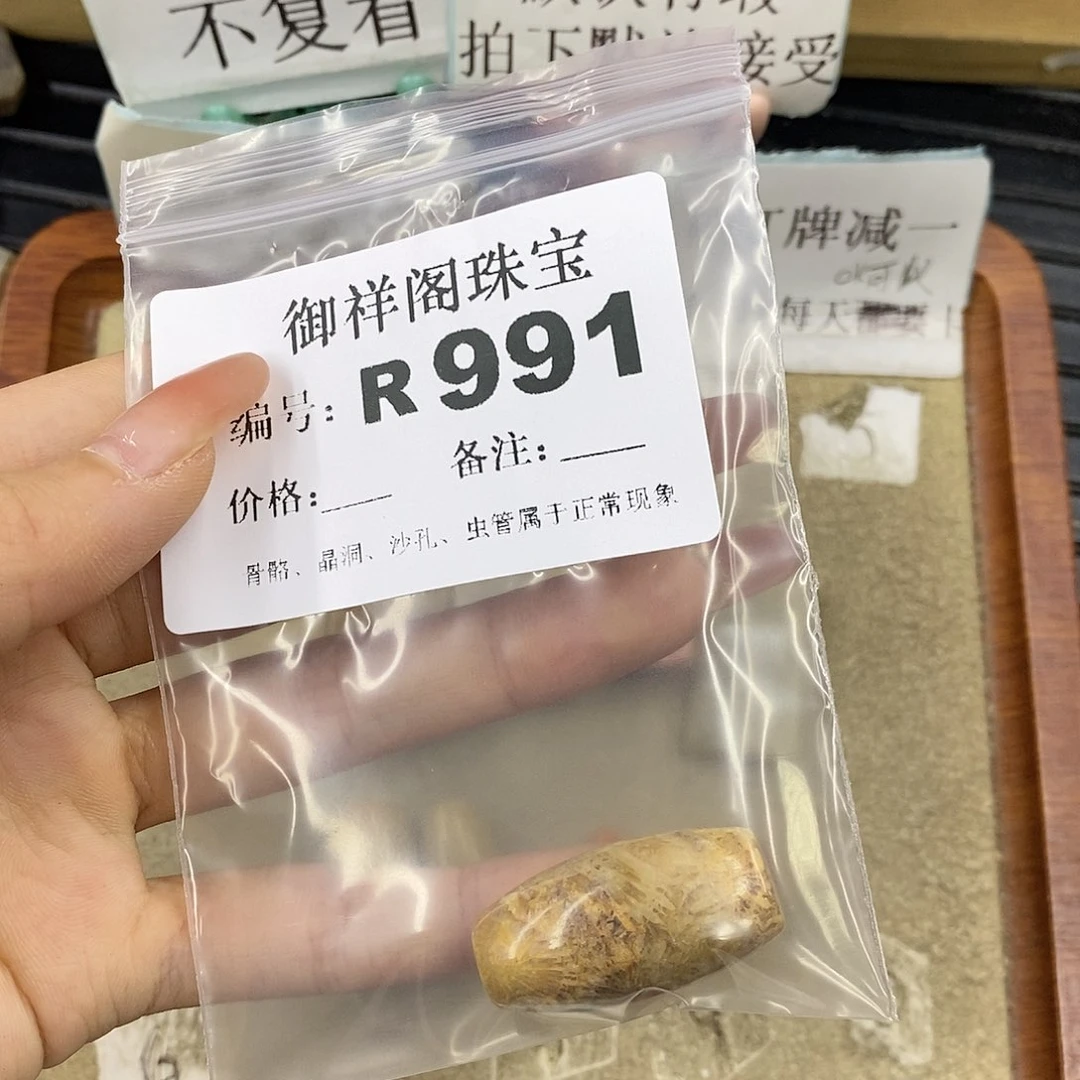 不复看
拍下默认接受
牌减一
每天
御祥阁珠宝
编号：R991
备注：
价格：
骨骼、晶洞、沙孔、虫管属于正常现象